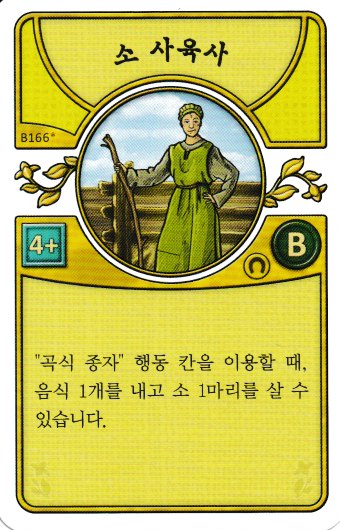 소 사육사
B166*
4+
B
"곡식 종자" 행동 칸을 이용할 때,
음식 1개를 내고 소 1마리를 살 수
있습니다.